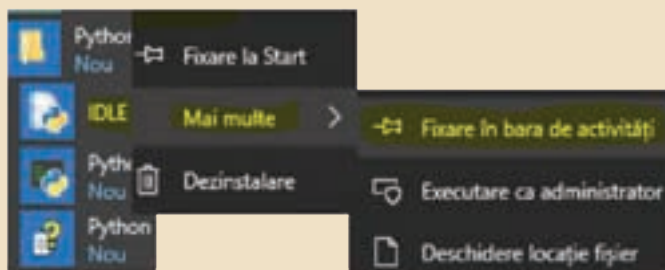 Python
Nou
Fixare la Start
IDLE
Mai multe
Fixare în bara de activități
Nou
Dezinstalare
Executare ca administrator
Python
Nou
Deschidere locație fișier